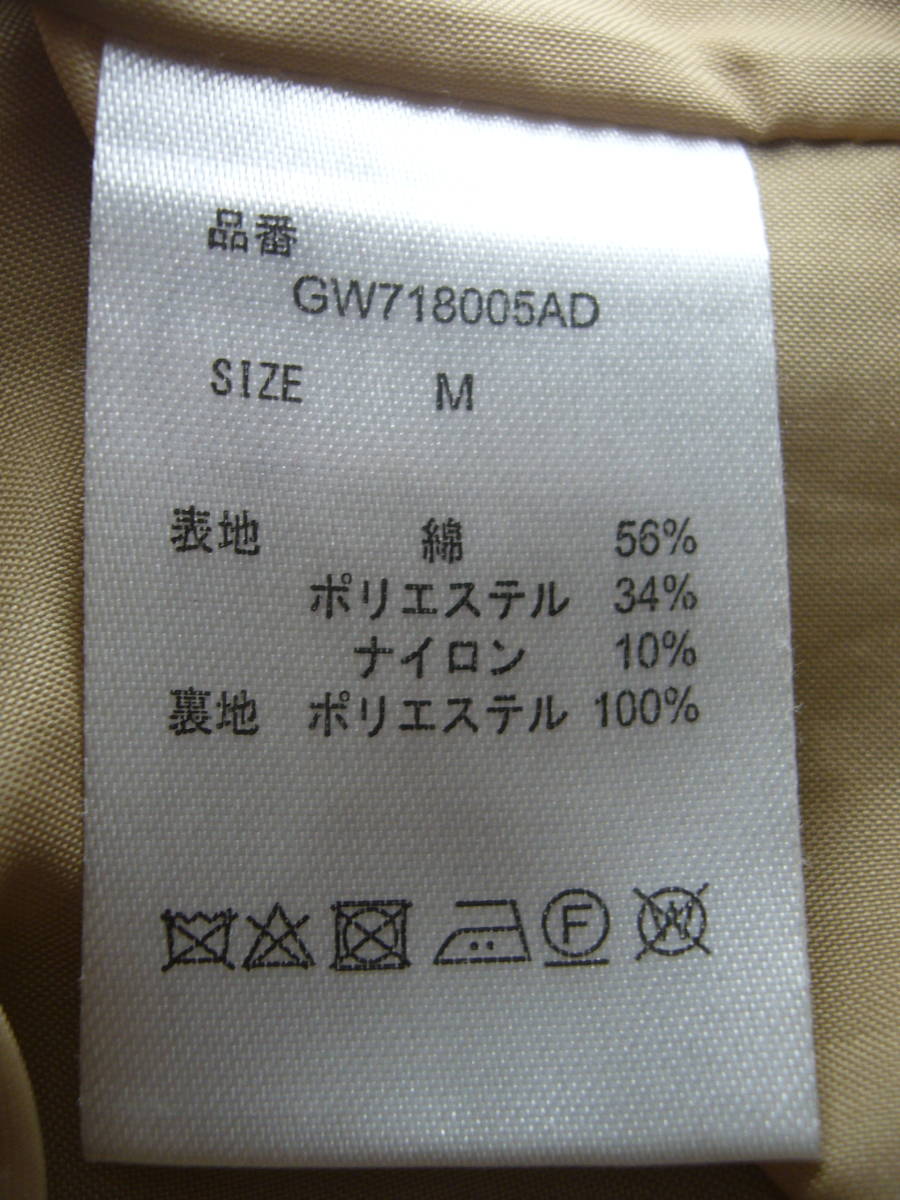 品番
GW718005AD
SIZE M
表地 綿 56%
ポリエステル 34%
ナイロン 10%
裏地 ポリエステル 100%
F W